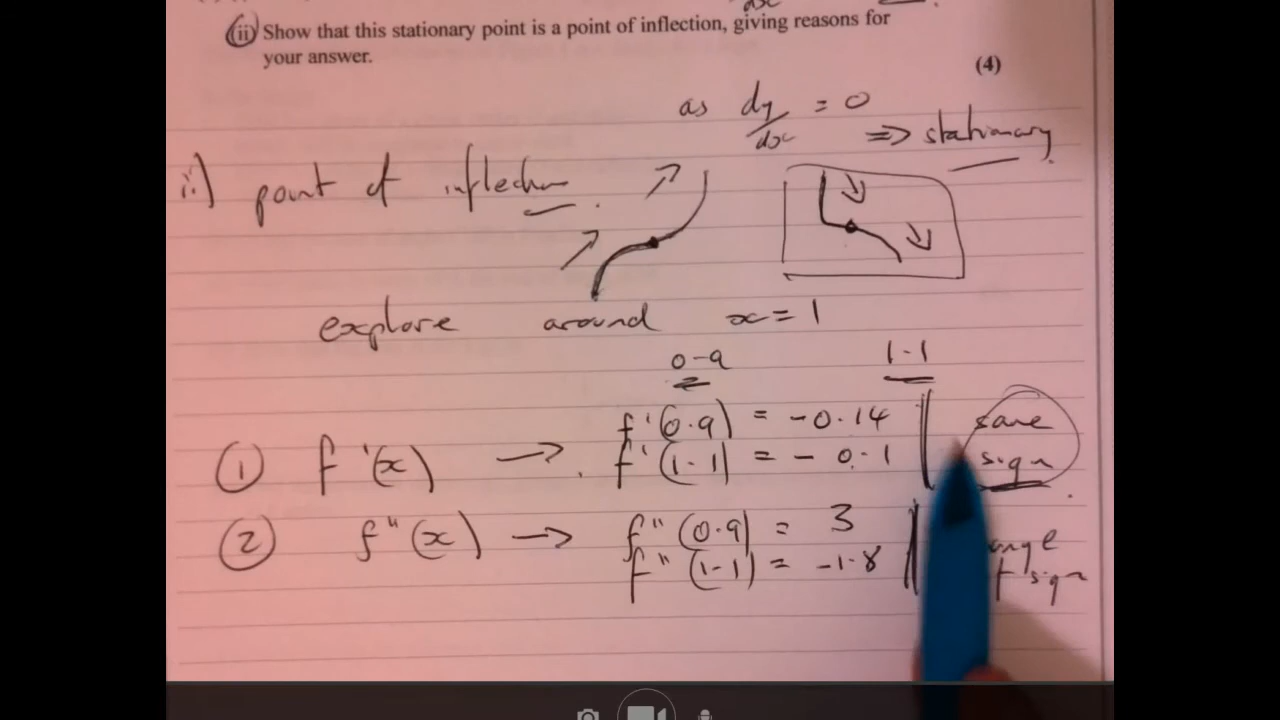 (ii) Show that this stationary point is a point of inflection, giving reasons for
your answer.
(4)
as dy/dx = 0
=> stationary.
ii) point of inflection.
explore around x = 1
0.9 1.1
① f'(x) → f'(0.9) = -0.14 same
f'(1.1) = -0.1 sign.
② f"(x) → f"(0.9) = 3
f"(1.1) = -1.8 sign